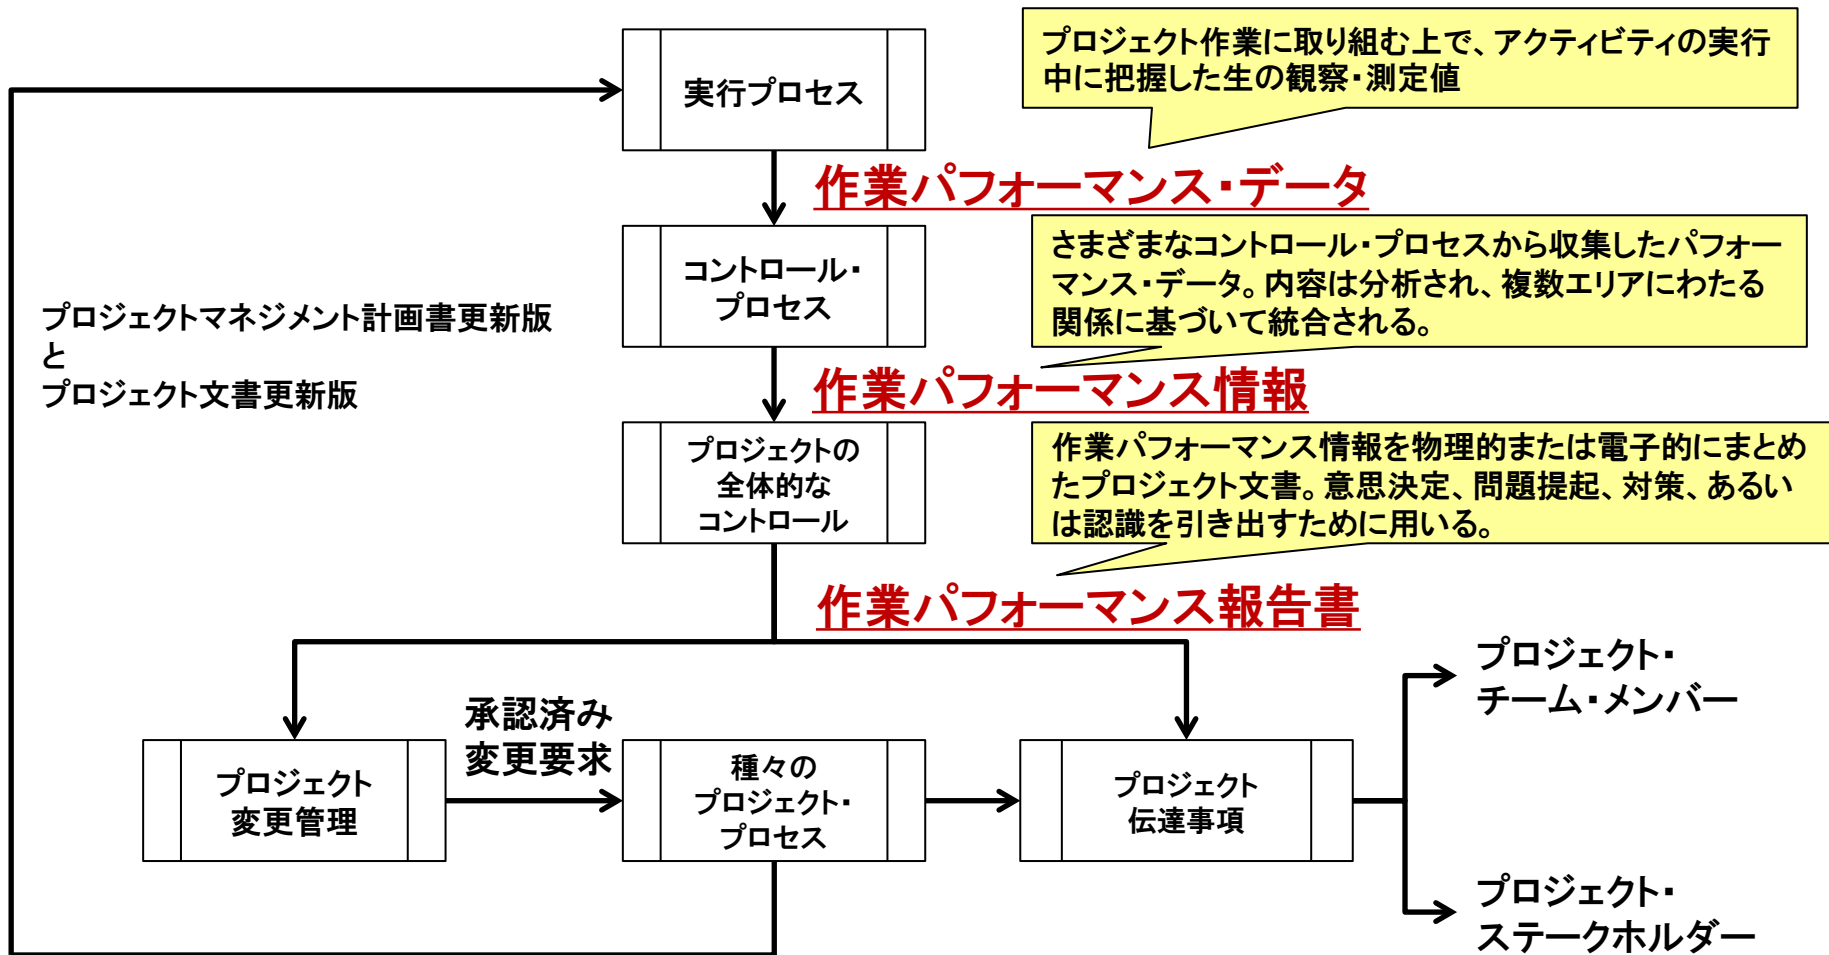 プロジェクト作業に取り組む上で、アクティビティの実行
中に把握した生の観察・測定値
実行プロセス
作業パフォーマンス・データ
さまざまなコントロール・プロセスから収集したパフォー
マンス・データ。内容は分析され、複数エリアにわたる
関係に基づいて統合される。
コントロール・
プロセス
プロジェクトマネジメント計画書更新版
と
プロジェクト文書更新版
作業パフォーマンス情報
作業パフォーマンス情報を物理的または電子的にまとめ
たプロジェクト文書。意思決定、問題提起、対策、あるい
は認識を引き出すために用いる。
プロジェクトの
全体的な
コントロール
作業パフォーマンス報告書
プロジェクト・
チーム・メンバー
承認済み
変更要求
プロジェクト
変更管理
種々の
プロジェクト・
プロセス
プロジェクト
伝達事項
プロジェクト・
ステークホルダー